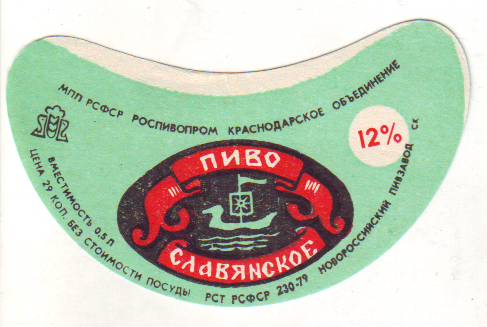 МПП РСФСР РОСПИВОПРОМ КРАСНОДАРСКОЕ ОБЪЕДИНЕНИЕ
12%
ПИВО
СЛАВЯНСКОЕ
ВМЕСТИМОСТЬ 0,5 Л
ЦЕНА 29 КОП. БЕЗ СТОИМОСТИ ПОСУДЫ
РСТ РСФСР 230-79
НОВОРОССИЙСКИЙ ПИВЗАВОД СК